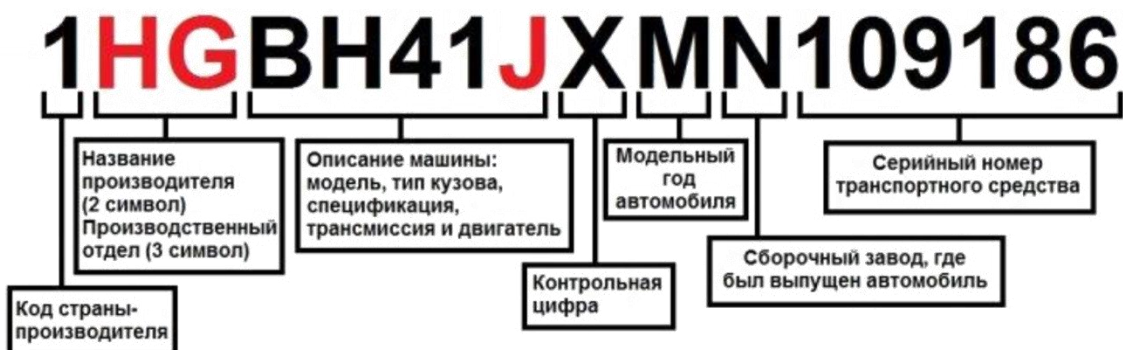 1HGBH41JXMN109186
Название
производителя
(2 символ)
Производственный
отдел (3 символ)
Описание машины:
модель, тип кузова,
спецификация,
трансмиссия и двигатель
Модельный
год
автомобиля
Серийный номер
транспортного средства
Сборочный завод, где
был выпущен автомобиль
Контрольная
цифра
Код страны-
производителя